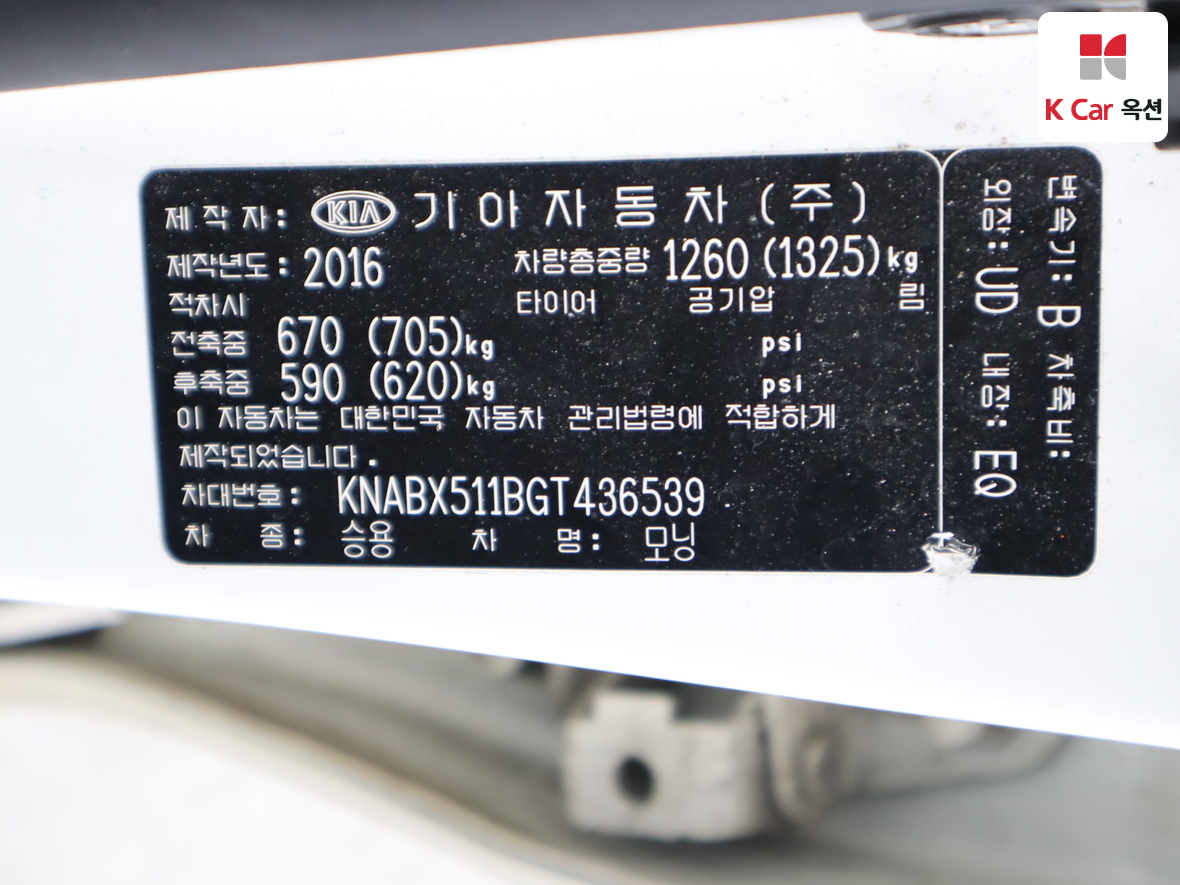 K Car 옥션
제 작 자 : KIA 기 아 자 동 차 ( 주 )
제작년도 : 2016 차량총중량 1260 (1325) kg
적차시 타이어 공기압 림
전축중 670 (705)kg psi
후축중 590 (620)kg psi
이 자동차는 대한민국 자동차 관리법령에 적합하게
제작되었습니다 .
차대번호 : KNABX511BGT436539
차 종 : 승용 차 명 : 모닝
변속기: B 차축비:
외장: UD 내장: EQ